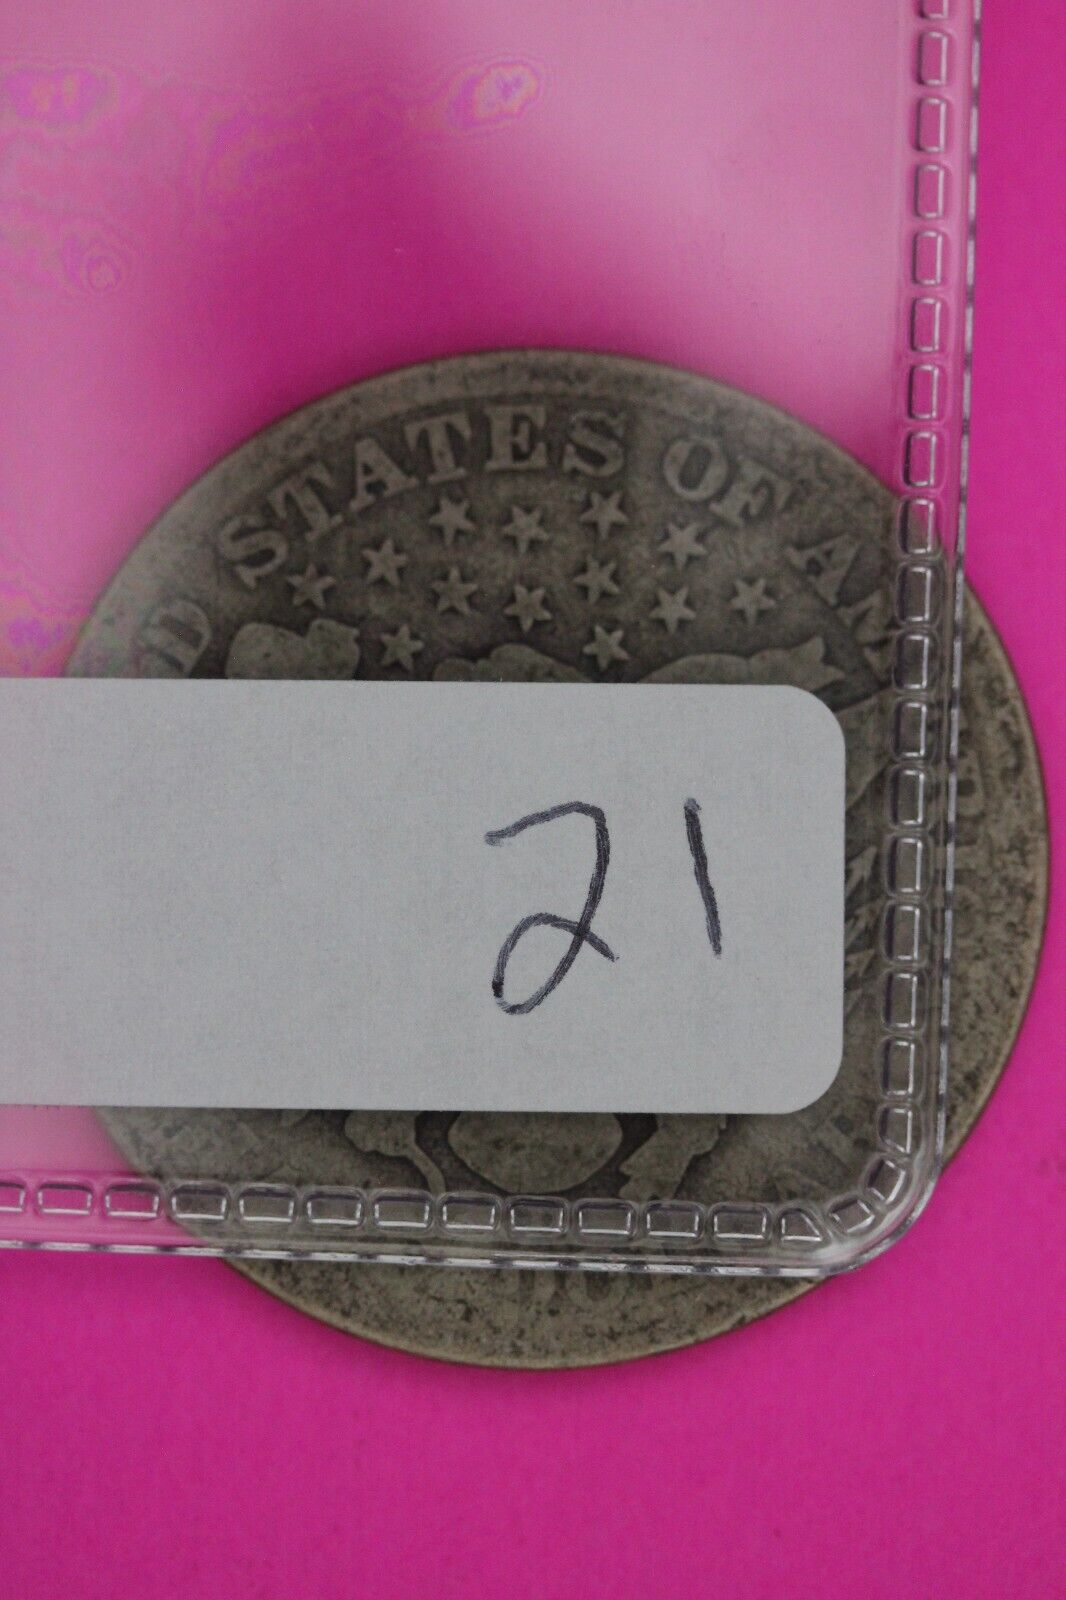 D STATES OF AM
21